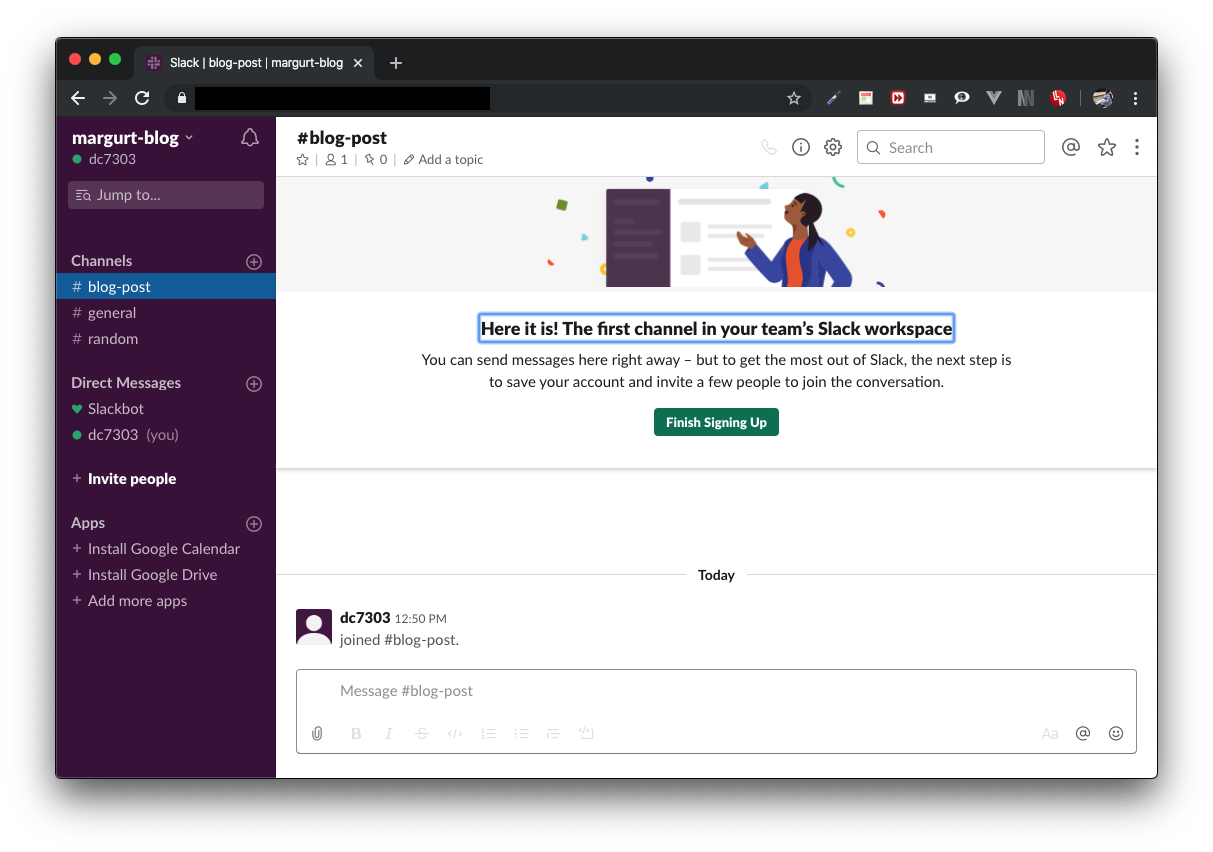 Slack | blog-post | margurt-blog
margurt-blog
dc7303
Jump to...
Channels
# blog-post
# general
# random
Direct Messages
Slackbot
dc7303 (you)
+ Invite people
Apps
+ Install Google Calendar
+ Install Google Drive
+ Add more apps
#blog-post
1 | 0 | Add a topic
Search
Here it is! The first channel in your team’s Slack workspace
You can send messages here right away – but to get the most out of Slack, the next step is
to save your account and invite a few people to join the conversation.
Finish Signing Up
Today
dc7303 12:50 PM
joined #blog-post.
Message #blog-post
B I S </> Aa @